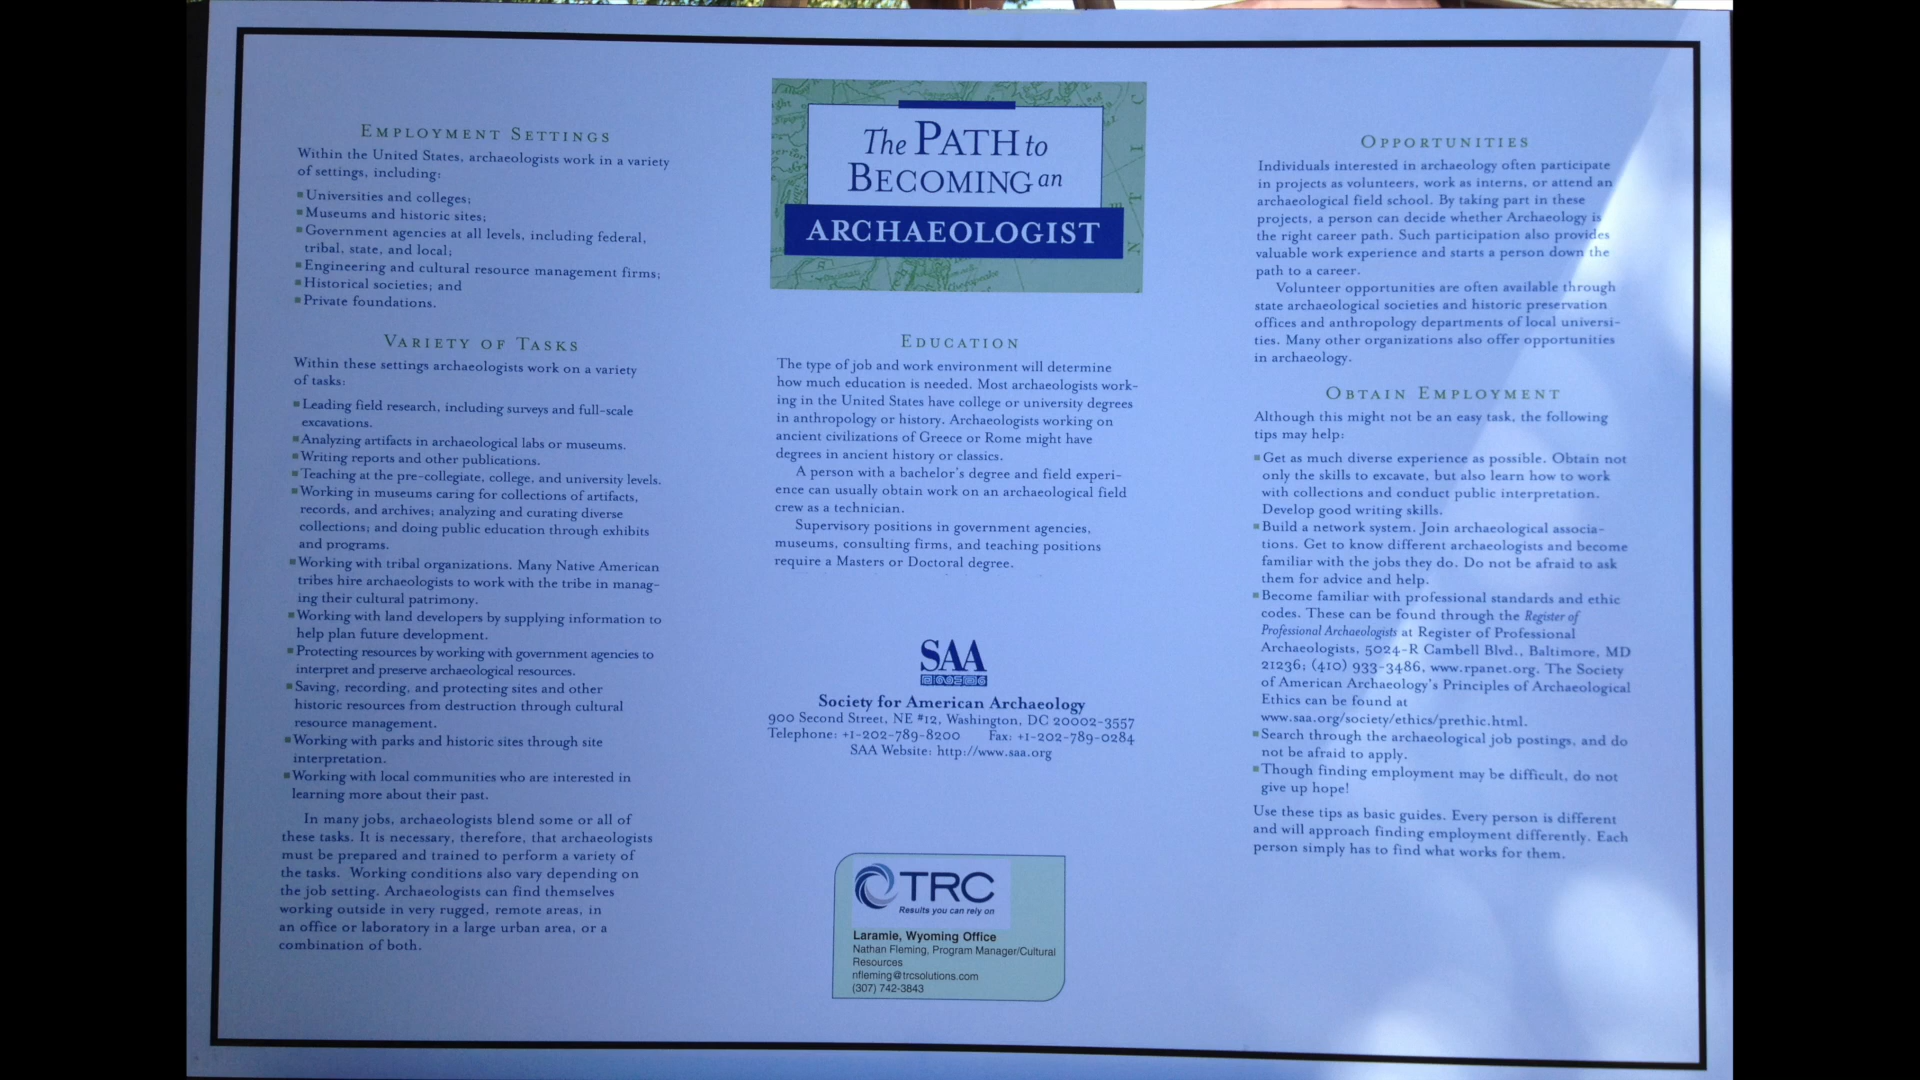 EMPLOYMENT SETTINGS
Within the United States, archaeologists work in a variety
of settings, including:
Universities and colleges;
Museums and historic sites;
Government agencies at all levels, including federal,
tribal, state, and local;
Engineering and cultural resource management firms;
Historical societies; and
Private foundations.
VARIETY OF TASKS
Within these settings archaeologists work on a variety
of tasks:
Leading field research, including surveys and full-scale
excavations.
Analyzing artifacts in archaeological labs or museums.
Writing reports and other publications.
Teaching at the pre-collegiate, college, and university levels.
Working in museums caring for collections of artifacts,
records, and archives; analyzing and curating diverse
collections; and doing public education through exhibits
and programs.
Working with tribal organizations. Many Native American
tribes hire archaeologists to work with the tribe in manag-
ing their cultural patrimony.
Working with land developers by supplying information to
help plan future development.
Protecting resources by working with government agencies to
interpret and preserve archaeological resources.
Saving, recording, and protecting sites and other
historic resources from destruction through cultural
resource management.
Working with parks and historic sites through site
interpretation.
Working with local communities who are interested in
learning more about their past.
In many jobs, archaeologists blend some or all of
these tasks. It is necessary, therefore, that archaeologists
must be prepared and trained to perform a variety of
the tasks. Working conditions also vary depending on
the job setting. Archaeologists can find themselves
working outside in very rugged, remote areas, in
an office or laboratory in a large urban area, or a
combination of both.
The PATH to
BECOMING an
ARCHAEOLOGIST
EDUCATION
The type of job and work environment will determine
how much education is needed. Most archaeologists work-
ing in the United States have college or university degrees
in anthropology or history. Archaeologists working on
ancient civilizations of Greece or Rome might have
degrees in ancient history or classics.
A person with a bachelor's degree and field experi-
ence can usually obtain work on an archaeological field
crew as a technician.
Supervisory positions in government agencies,
museums, consulting firms, and teaching positions
require a Masters or Doctoral degree.
SAA
Society for American Archaeology
900 Second Street, NE #12, Washington, DC 20002-3557
Telephone: +1-202-789-8200 Fax: +1-202-789-0284
SAA Website: http://www.saa.org
TRC
Results you can rely on
Laramie, Wyoming Office
Nathan Fleming, Program Manager/Cultural
Resources
nfleming@trcsolutions.com
(307) 742-3843
OPPORTUNITIES
Individuals interested in archaeology often participate
in projects as volunteers, work as interns, or attend an
archaeological field school. By taking part in these
projects, a person can decide whether Archaeology is
the right career path. Such participation also provides
valuable work experience and starts a person down the
path to a career.
Volunteer opportunities are often available through
state archaeological societies and historic preservation
offices and anthropology departments of local universi-
ties. Many other organizations also offer opportunities
in archaeology.
OBTAIN EMPLOYMENT
Although this might not be an easy task, the following
tips may help:
Get as much diverse experience as possible. Obtain not
only the skills to excavate, but also learn how to work
with collections and conduct public interpretation.
Develop good writing skills.
Build a network system. Join archaeological associa-
tions. Get to know different archaeologists and become
familiar with the jobs they do. Do not be afraid to ask
them for advice and help.
Become familiar with professional standards and ethic
codes. These can be found through the Register of
Professional Archaeologists at Register of Professional
Archaeologists, 5024-R Cambell Blvd., Baltimore, MD
21236; (410) 933-3486, www.rpanet.org. The Society
of American Archaeology's Principles of Archaeological
Ethics can be found at
www.saa.org/society/ethics/prethic.html.
Search through the archaeological job postings, and do
not be afraid to apply.
Though finding employment may be difficult, do not
give up hope!
Use these tips as basic guides. Every person is different
and will approach finding employment differently. Each
person simply has to find what works for them.